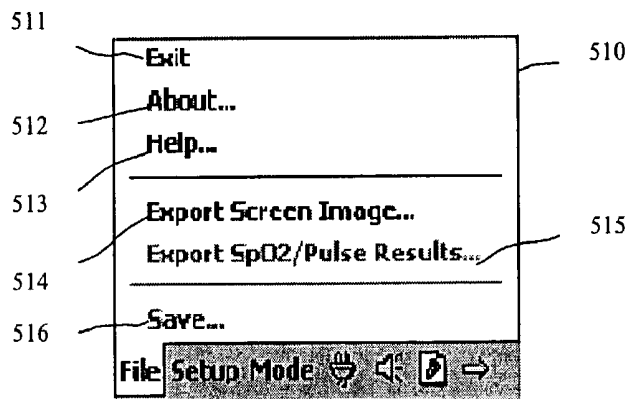 511
Exit
510
About...
512
Help...
513
Export Screen Image...
515
Export SpO2/Pulse Results...
514
Save...
516
File Setup Mode